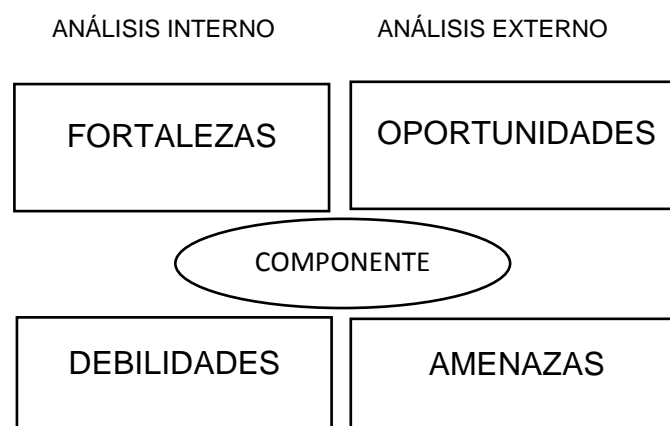 ANÁLISIS INTERNO
ANÁLISIS EXTERNO
FORTALEZAS
OPORTUNIDADES
COMPONENTE
DEBILIDADES
AMENAZAS